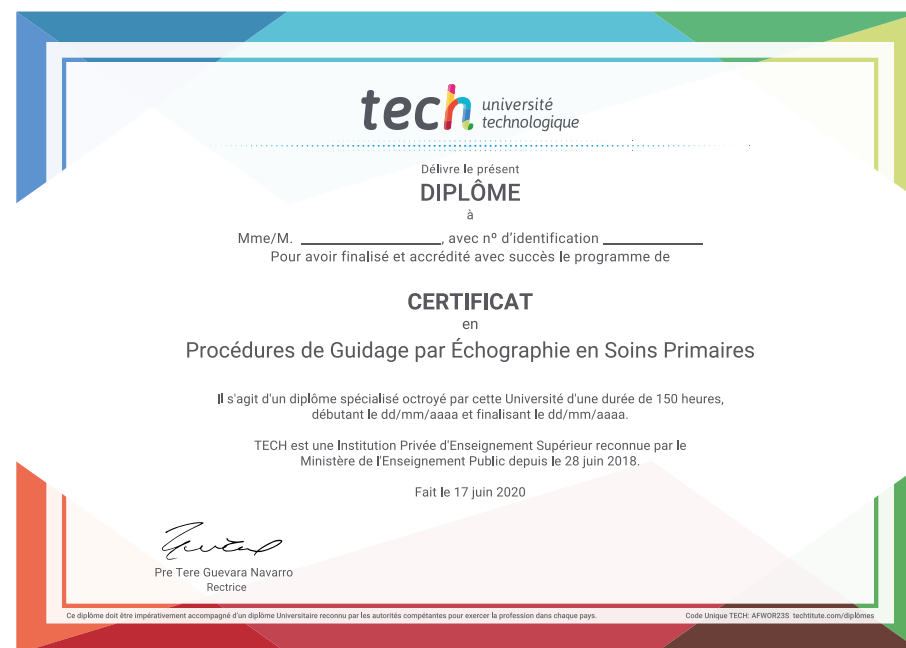 tech université
technologique
Délivre le présent
DIPLÔME
à
Mme/M. ____________________, avec nº d'identification ______________
Pour avoir finalisé et accrédité avec succès le programme de
CERTIFICAT
en
Procédures de Guidage par Échographie en Soins Primaires
Il s'agit d'un diplôme spécialisé octroyé par cette Université d'une durée de 150 heures,
débutant le dd/mm/aaaa et finalisant le dd/mm/aaaa.
TECH est une Institution Privée d'Enseignement Supérieur reconnue par le
Ministère de l'Enseignement Public depuis le 28 juin 2018.
Fait le 17 juin 2020
Pre Tere Guevara Navarro
Rectrice
Ce diplôme doit être impérativement accompagné d'un diplôme Universitaire reconnu par les autorités compétantes pour exercer la profession dans chaque pays.
Code Unique TECH: AFWOR23S techtitute.com/diplômes